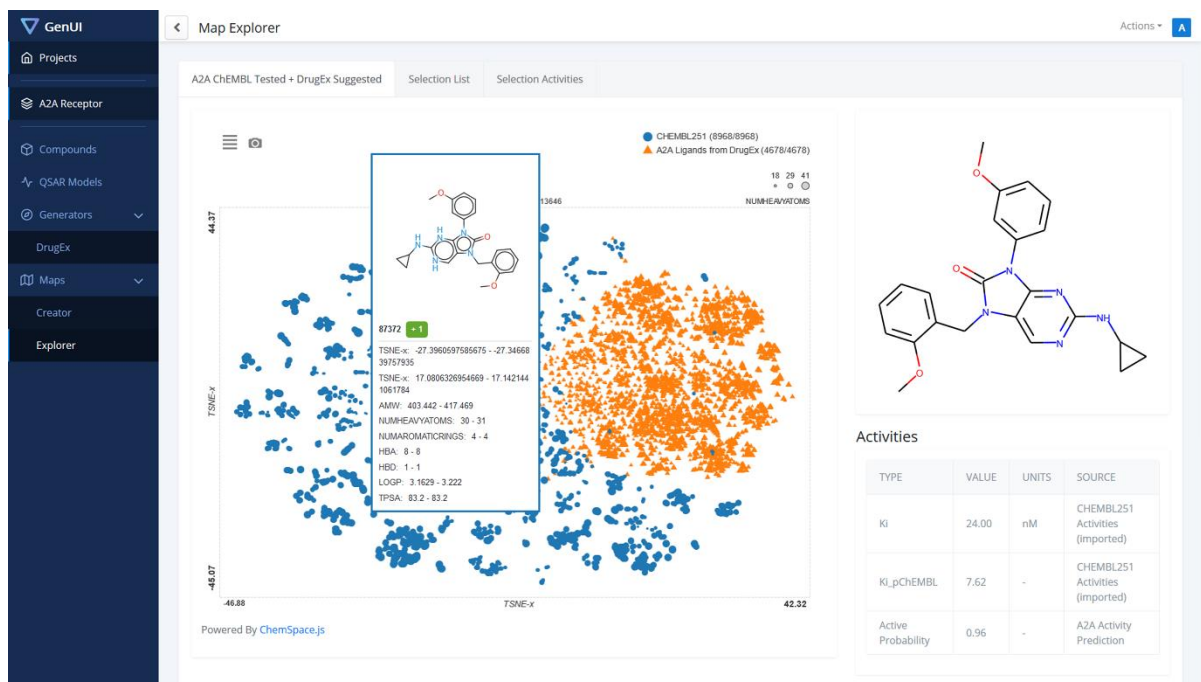 GenUI
Map Explorer
Actions
A
Projects
A2A Receptor
Compounds
QSAR Models
Generators
DrugEx
Maps
Creator
Explorer
A2A ChEMBL Tested + DrugEx Suggested
Selection List
Selection Activities
CHEMBL251 (8968/8968)
A2A Ligands from DrugEx (4678/4678)
18 29 41
13646
NUMHEAVYATOMS
44.37
TSNE-x
-45.07
-46.88
TSNE-x
42.32
O
H
N
H
N
N
O
N
N
H
O
87372 + 1
TSNE-x: -27.3960597585675 - -27.34668
39757935
TSNE-x: 17.0806326954669 - 17.142144
1061784
AMW: 403.442 - 417.469
NUMHEAVYATOMS: 30 - 31
NUMAROMATICRINGS: 4 - 4
HBA: 8 - 8
HBD: 1 - 1
LOGP: 3.1629 - 3.222
TPSA: 83.2 - 83.2
Powered By ChemSpace.js
O
O
N
N
N
NH
N
O
Activities
TYPE VALUE UNITS SOURCE
Ki 24.00 nM CHEMBL251
Activities
(imported)
Ki_pChEMBL 7.62 - CHEMBL251
Activities
(imported)
Active
Probability 0.96 - A2A Activity
Prediction